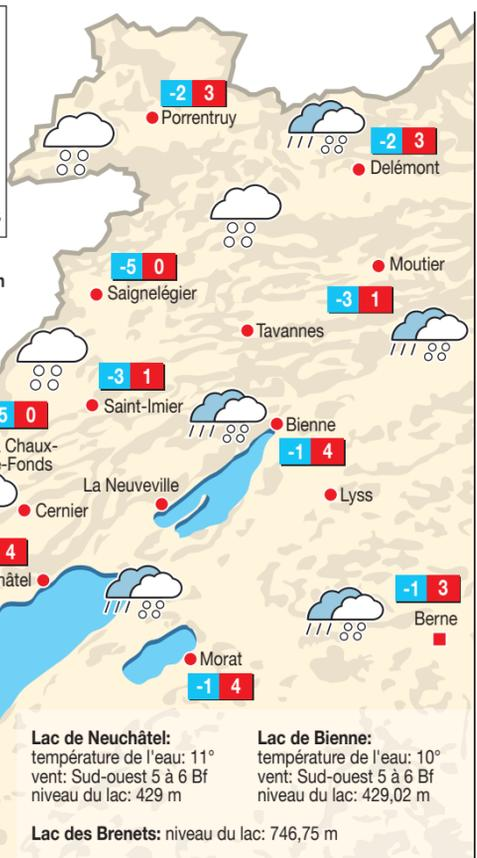 -2 3
Porrentruy
-2 3
Delémont
Moutier
-5 0
Saignelégier
-3 1
Tavannes
-3 1
Saint-Imier
5 0
Chaux-
-Fonds
Bienne
-1 4
La Neuveville
Lyss
Cernier
4
hâtel
-1 3
Berne
Morat
-1 4
Lac de Neuchâtel:
température de l'eau: 11°
vent: Sud-ouest 5 à 6 Bf
niveau du lac: 429 m
Lac de Bienne:
température de l'eau: 10°
vent: Sud-ouest 5 à 6 Bf
niveau du lac: 429,02 m
Lac des Brenets: niveau du lac: 746,75 m